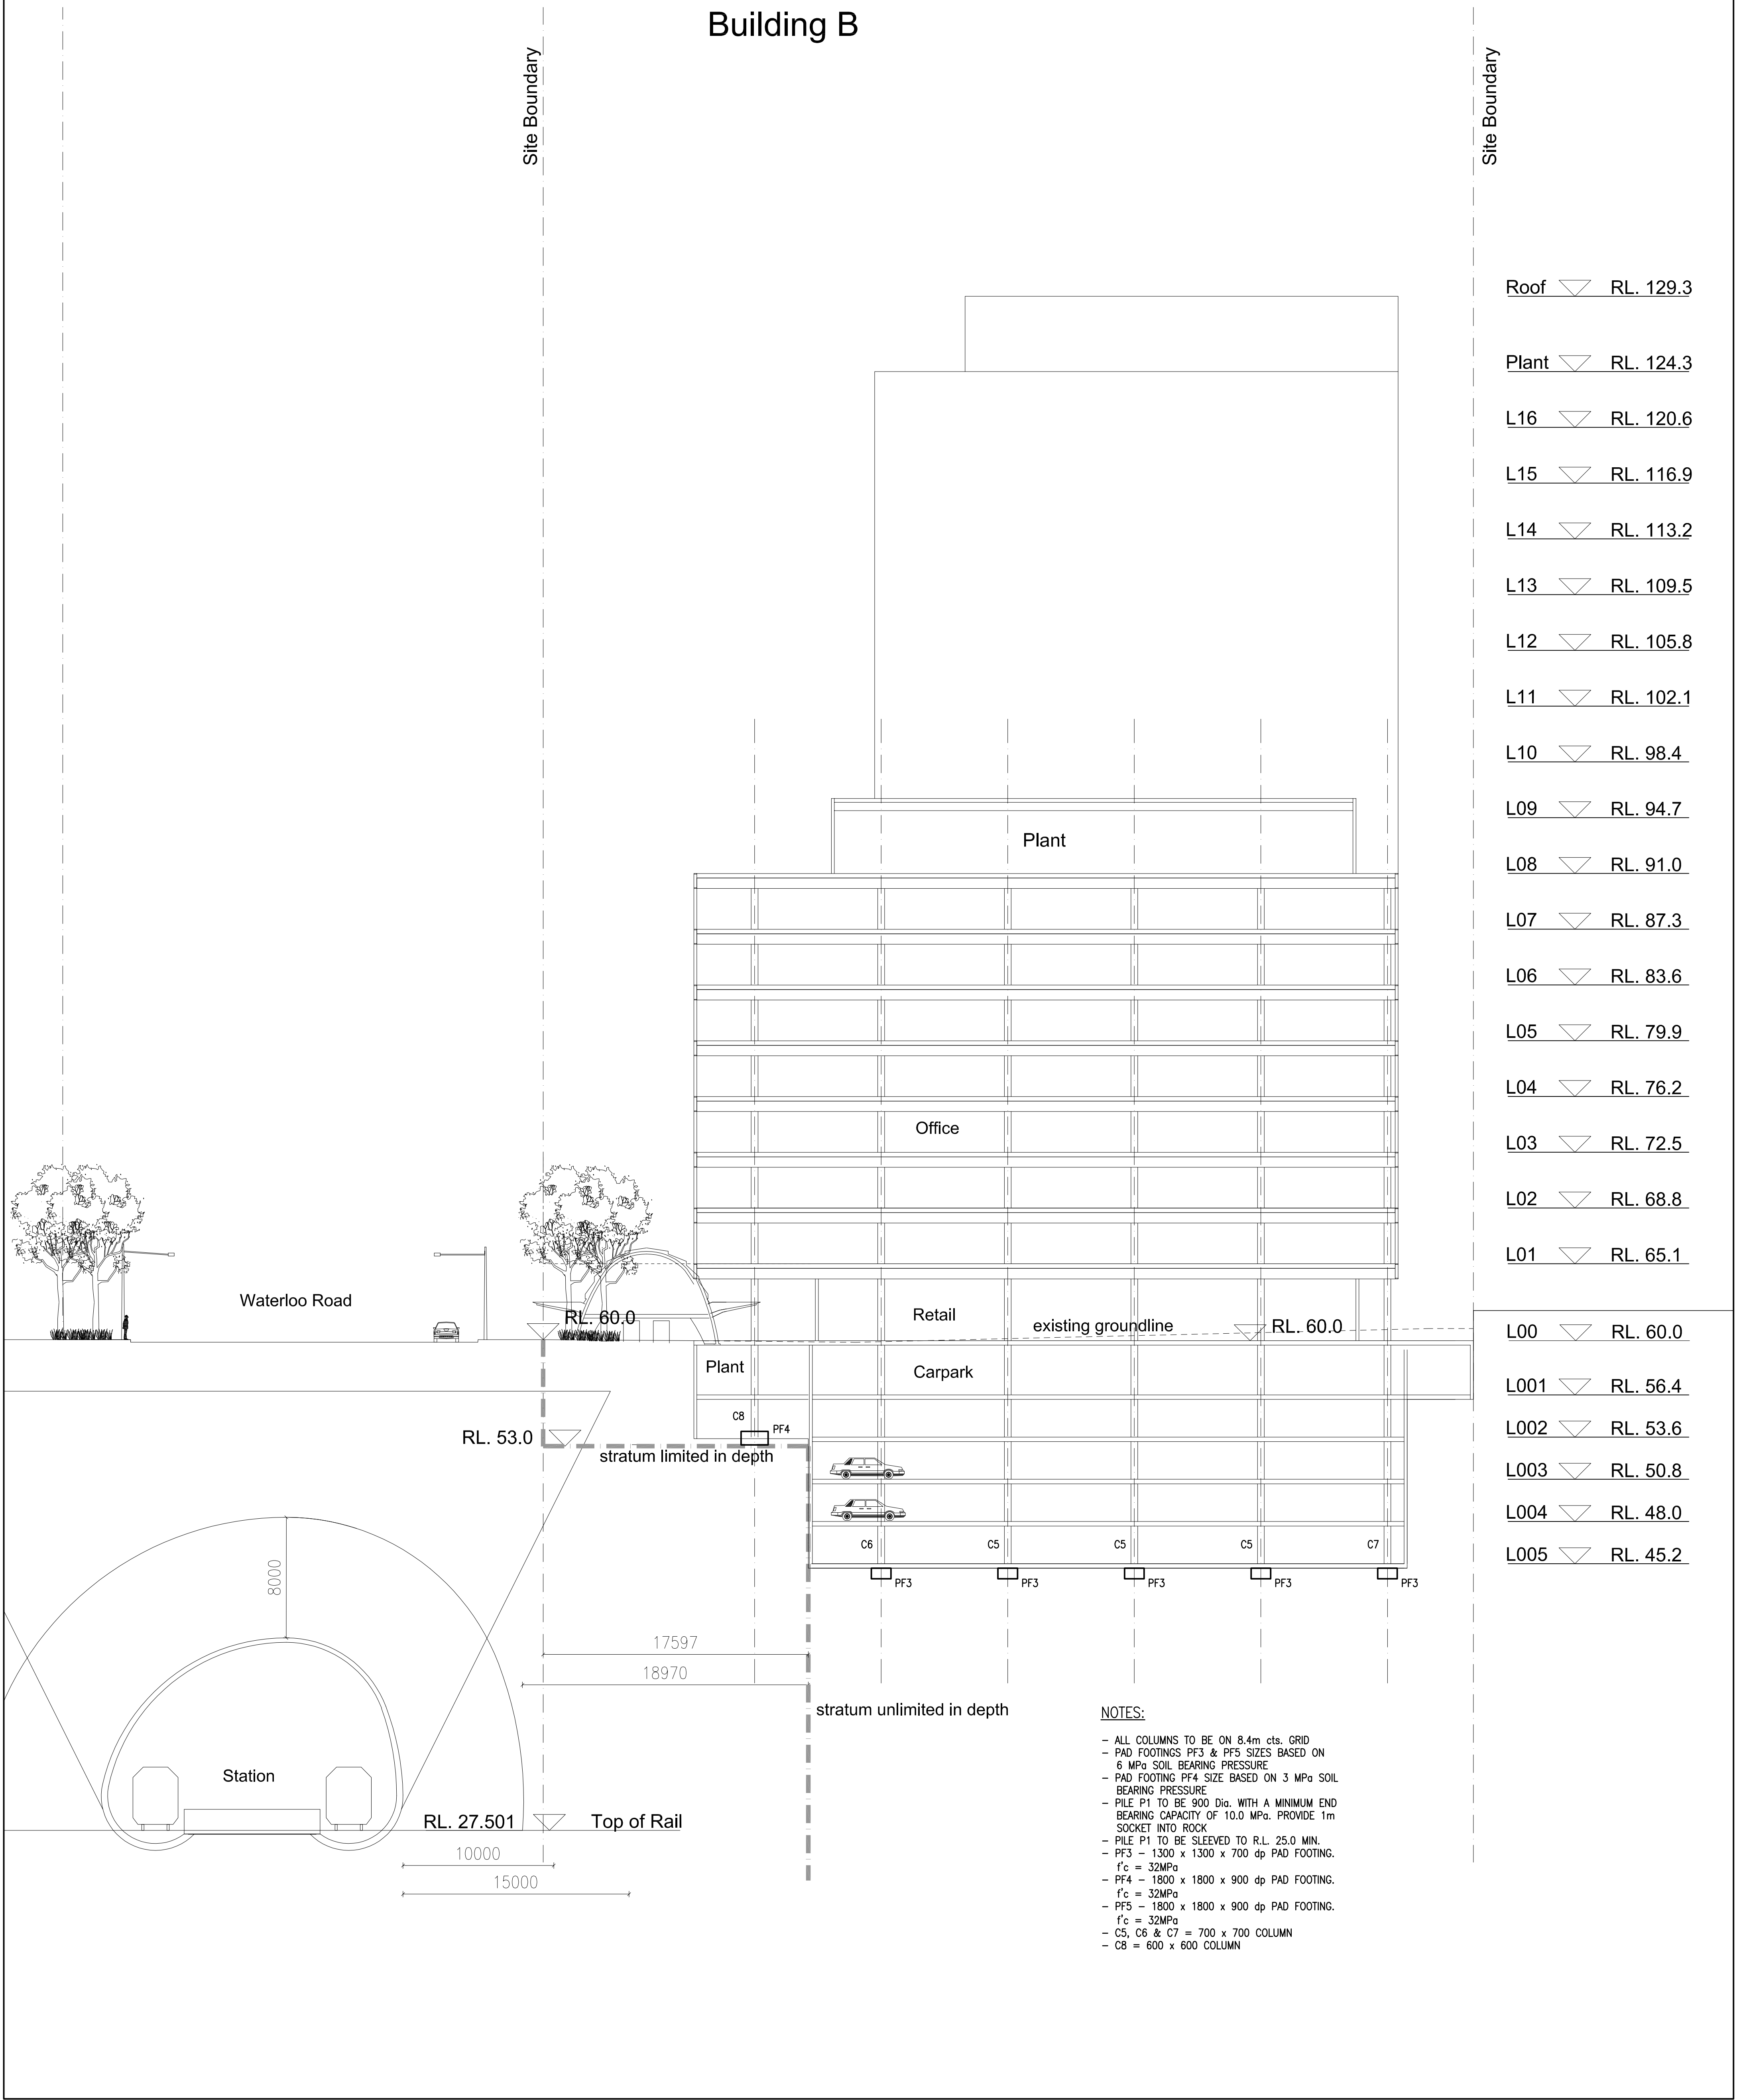 Building B
Site Boundary
Site Boundary
Roof RL. 129.3
Plant RL. 124.3
L16 RL. 120.6
L15 RL. 116.9
L14 RL. 113.2
L13 RL. 109.5
L12 RL. 105.8
L11 RL. 102.1
L10 RL. 98.4
L09 RL. 94.7
Plant
L08 RL. 91.0
L07 RL. 87.3
L06 RL. 83.6
L05 RL. 79.9
L04 RL. 76.2
Office
L03 RL. 72.5
L02 RL. 68.8
L01 RL. 65.1
Waterloo Road
RL. 60.0
Retail
existing groundline
RL. 60.0
L00 RL. 60.0
Plant
Carpark
L001 RL. 56.4
C8
PF4
L002 RL. 53.6
RL. 53.0
stratum limited in depth
L003 RL. 50.8
L004 RL. 48.0
C6 C5 C5 C5 C7
L005 RL. 45.2
PF3 PF3 PF3 PF3 PF3
8000
17597
18970
stratum unlimited in depth
Station
RL. 27.501 Top of Rail
10000
15000
NOTES:
– ALL COLUMNS TO BE ON 8.4m cts. GRID
– PAD FOOTINGS PF3 & PF5 SIZES BASED ON
6 MPa SOIL BEARING PRESSURE
– PAD FOOTING PF4 SIZE BASED ON 3 MPa SOIL
BEARING PRESSURE
– PILE P1 TO BE 900 Dia. WITH A MINIMUM END
BEARING CAPACITY OF 10.0 MPa. PROVIDE 1m
SOCKET INTO ROCK
– PILE P1 TO BE SLEEVED TO R.L. 25.0 MIN.
– PF3 – 1300 x 1300 x 700 dp PAD FOOTING.
f'c = 32MPa
– PF4 – 1800 x 1800 x 900 dp PAD FOOTING.
f'c = 32MPa
– PF5 – 1800 x 1800 x 900 dp PAD FOOTING.
f'c = 32MPa
– C5, C6 & C7 = 700 x 700 COLUMN
– C8 = 600 x 600 COLUMN